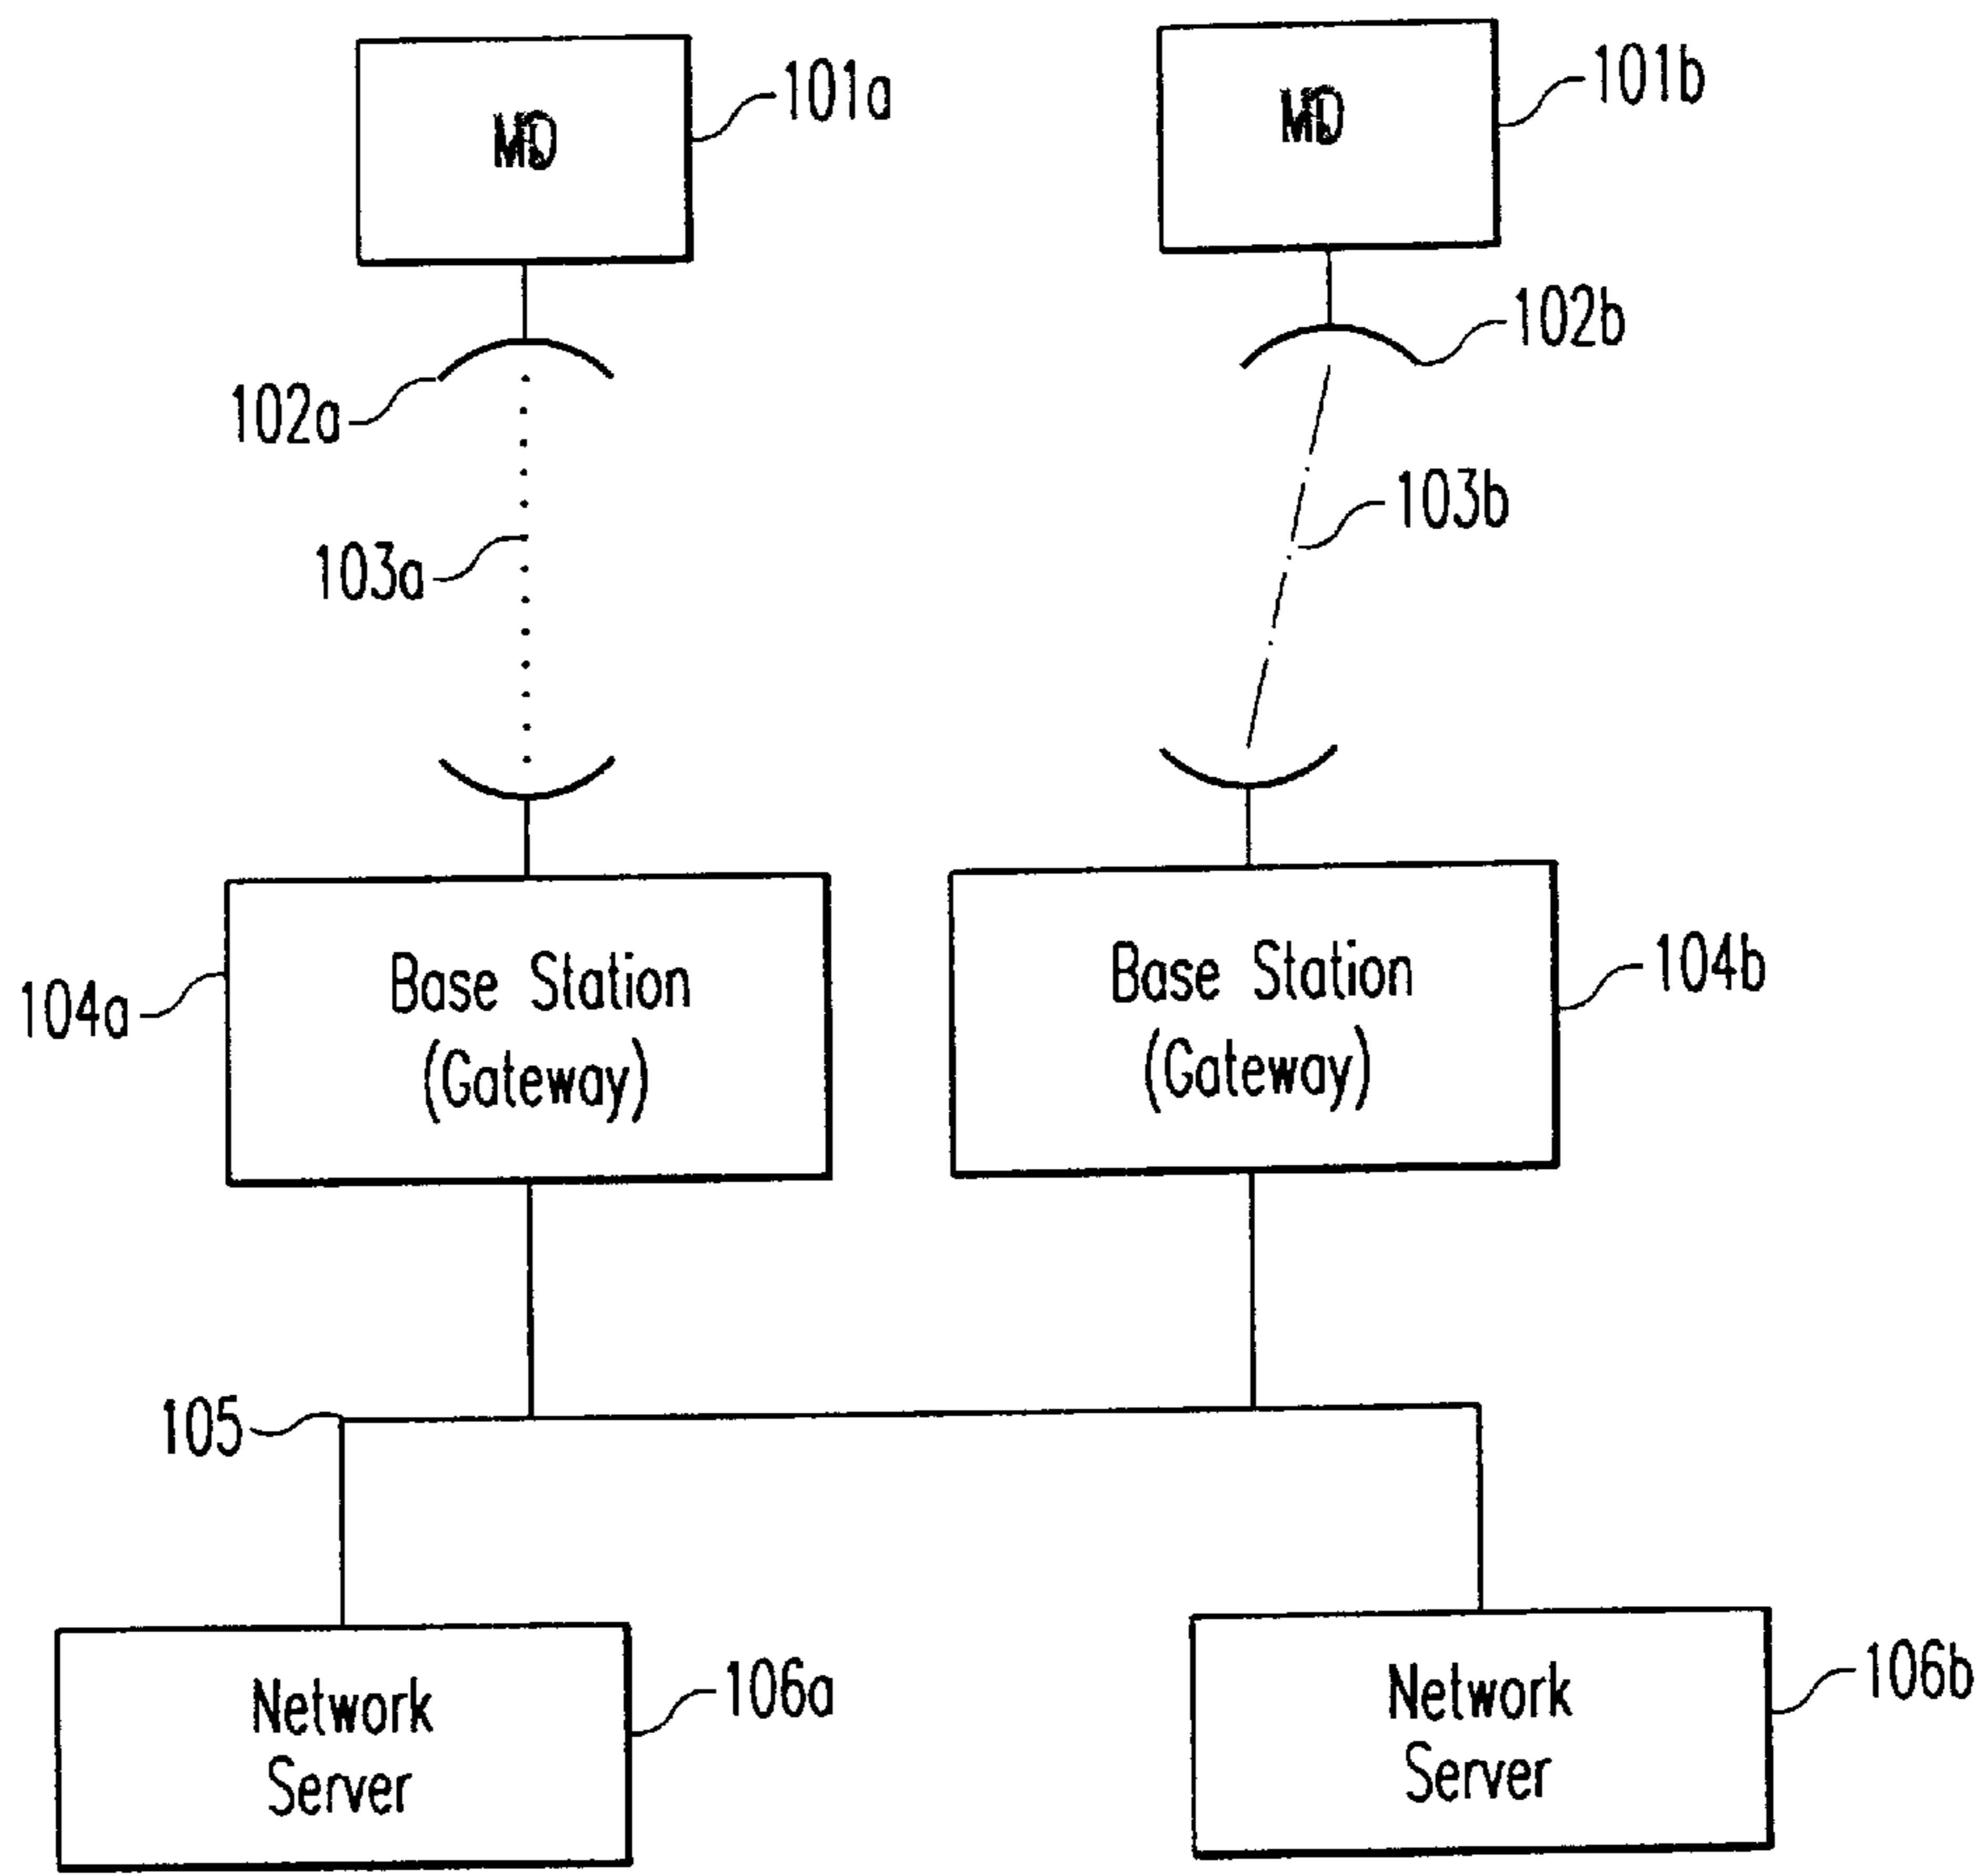 MD
101a
MD
101b
102a
102b
103a
103b
Base Station
(Gateway)
104a
Base Station
(Gateway)
104b
105
Network
Server
106a
Network
Server
106b